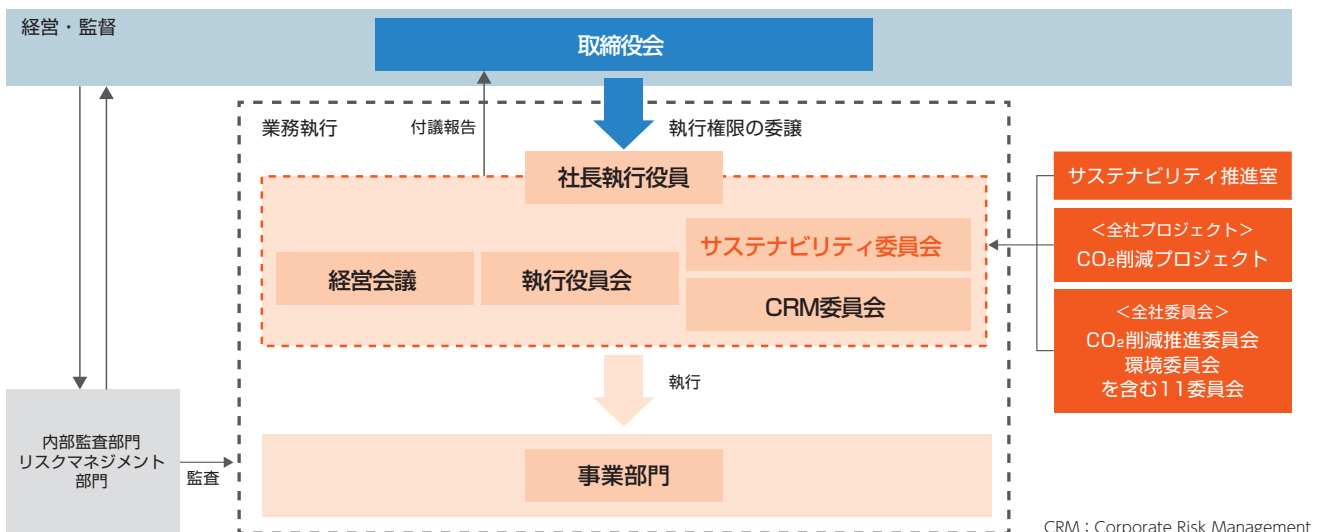 経営・監督
取締役会
業務執行
付議報告
執行権限の委譲
社長執行役員
サステナビリティ推進室
サステナビリティ委員会
＜全社プロジェクト＞
CO₂削減プロジェクト
経営会議
執行役員会
CRM委員会
＜全社委員会＞
CO₂削減推進委員会
環境委員会
を含む11委員会
執行
内部監査部門
リスクマネジメント
部門
監査
事業部門
CRM：Corporate Risk Management